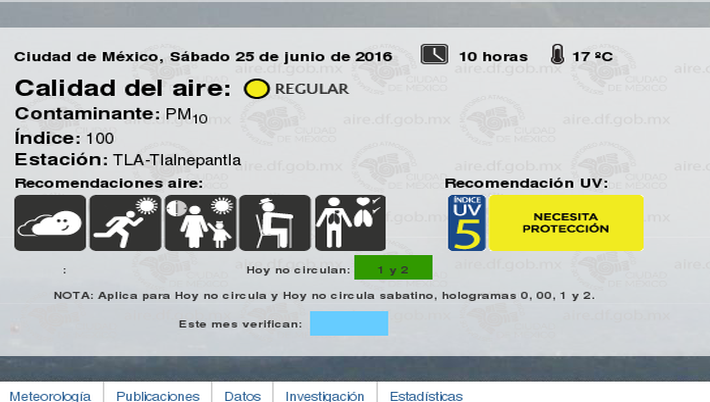 Ciudad de México, Sábado 25 de junio de 2016 10 horas 17 ºC
Calidad del aire: REGULAR
Contaminante: PM10
Índice: 100
Estación: TLA-Tlalnepantla
Recomendaciones aire: Recomendación UV:
ÍNDICE UV 5 NECESITA PROTECCIÓN
: Hoy no circulan: 1 y 2
NOTA: Aplica para Hoy no circula y Hoy no circula sabatino, hologramas 0, 00, 1 y 2.
Este mes verifican:
Meteorología Publicaciones Datos Investigación Estadísticas
aire.df.gob.mx
CIUDAD DE MÉXICO